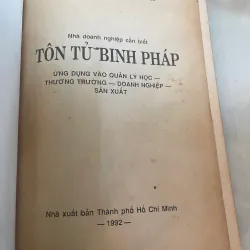 Nhà doanh nghiệp cần biết
TÔN TỬ BINH PHÁP
ỨNG DỤNG VÀO QUẢN LÝ HỌC —
THƯƠNG TRƯỜNG — DOANH NGHIỆP —
SẢN XUẤT
Nhà xuất bản Thành phố Hồ Chí Minh
— 1992 —